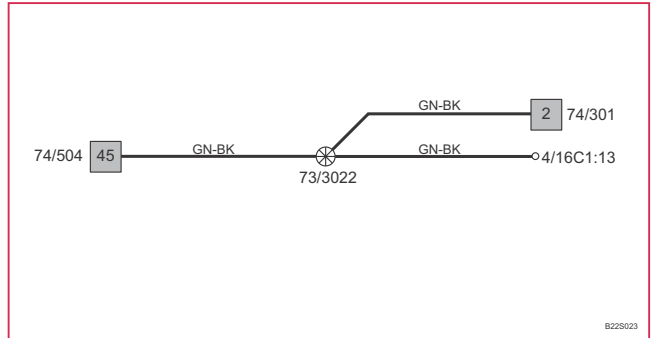 GN-BK
2 74/301
74/504 45 GN-BK GN-BK 4/16C1:13
73/3022
B22S023